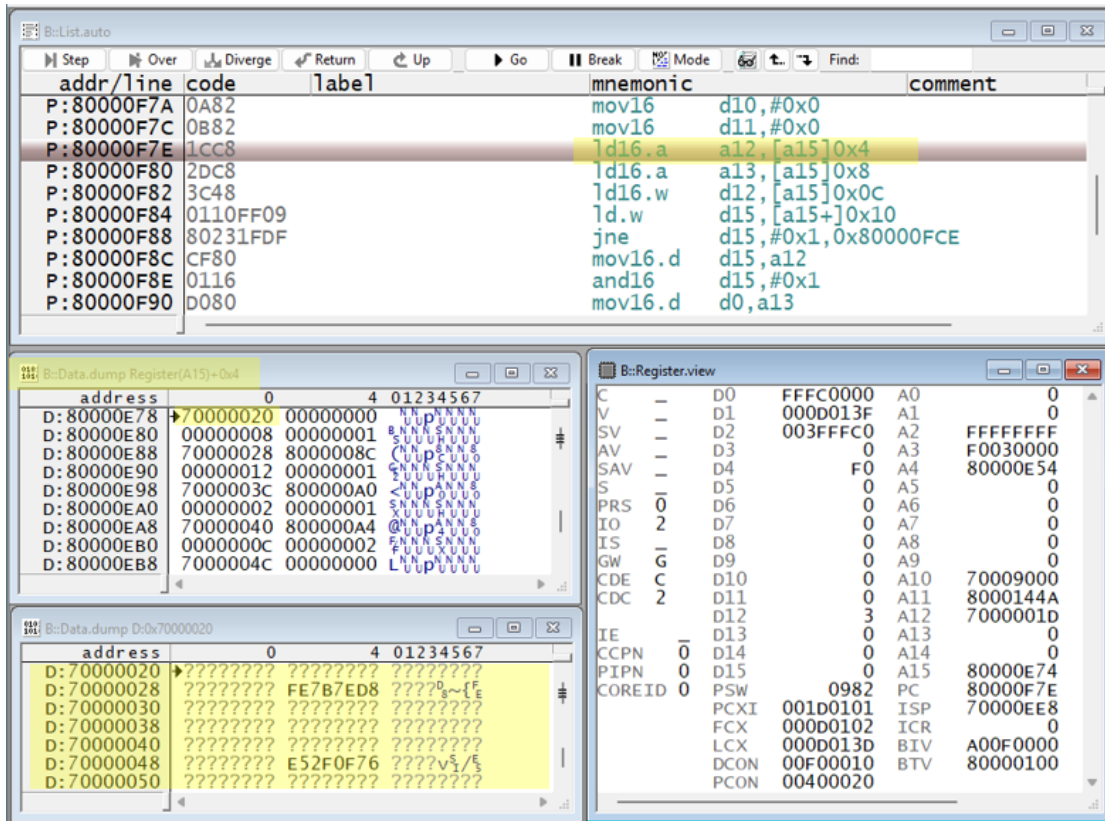 B::List.auto
Step Over Diverge Return Up Go Break Mode Find:
addr/line code label mnemonic comment
P:80000F7A 0A82 mov16 d10,#0x0
P:80000F7C 0B82 mov16 d11,#0x0
P:80000F7E 1CC8 ld16.a a12,[a15]0x4
P:80000F80 2DC8 ld16.a a13,[a15]0x8
P:80000F82 3C48 ld16.w d12,[a15]0x0C
P:80000F84 0110FF09 ld.w d15,[a15+]0x10
P:80000F88 80231FDF jne d15,#0x1,0x80000FCE
P:80000F8C CF80 mov16.d d15,a12
P:80000F8E 0116 and16 d15,#0x1
P:80000F90 D080 mov16.d d0,a13
B::Data.dump Register(A15)+0x4
address 0 4 01234567
D:80000E78 70000020 00000000
D:80000E80 00000008 00000001
D:80000E88 70000028 8000008C
D:80000E90 00000012 00000001
D:80000E98 7000003C 800000A0
D:80000EA0 00000002 00000001
D:80000EA8 70000040 800000A4
D:80000EB0 0000000C 00000002
D:80000EB8 7000004C 00000000
B::Data.dump D:0x70000020
address 0 4 01234567
D:70000020 ???????? ???????? ????????
D:70000028 ???????? FE7B7ED8
D:70000030 ???????? ???????? ????????
D:70000038 ???????? ???????? ????????
D:70000040 ???????? ???????? ????????
D:70000048 ???????? E52F0F76
D:70000050 ???????? ???????? ????????
B::Register.view
C _ D0 FFFC0000 A0 0
V _ D1 000D013F A1 0
SV _ D2 003FFFC0 A2 FFFFFFFF
AV _ D3 0 A3 F0030000
SAV _ D4 F0 A4 80000E54
S _ D5 0 A5 0
PRS 0 D6 0 A6 0
IO 2 D7 0 A7 0
IS _ D8 0 A8 0
GW G D9 0 A9 0
CDE C D10 0 A10 70009000
CDC 2 D11 0 A11 8000144A
D12 3 A12 7000001D
IE _ D13 0 A13 0
CCPN 0 D14 0 A14 0
PIPN 0 D15 0 A15 80000E74
COREID 0 PSW 0982 PC 80000F7E
PCXI 001D0101 ISP 70000EE8
FCX 000D0102 ICR 0
LCX 000D013D BIV A00F0000
DCON 00F00010 BTV 80000100
PCON 00400020